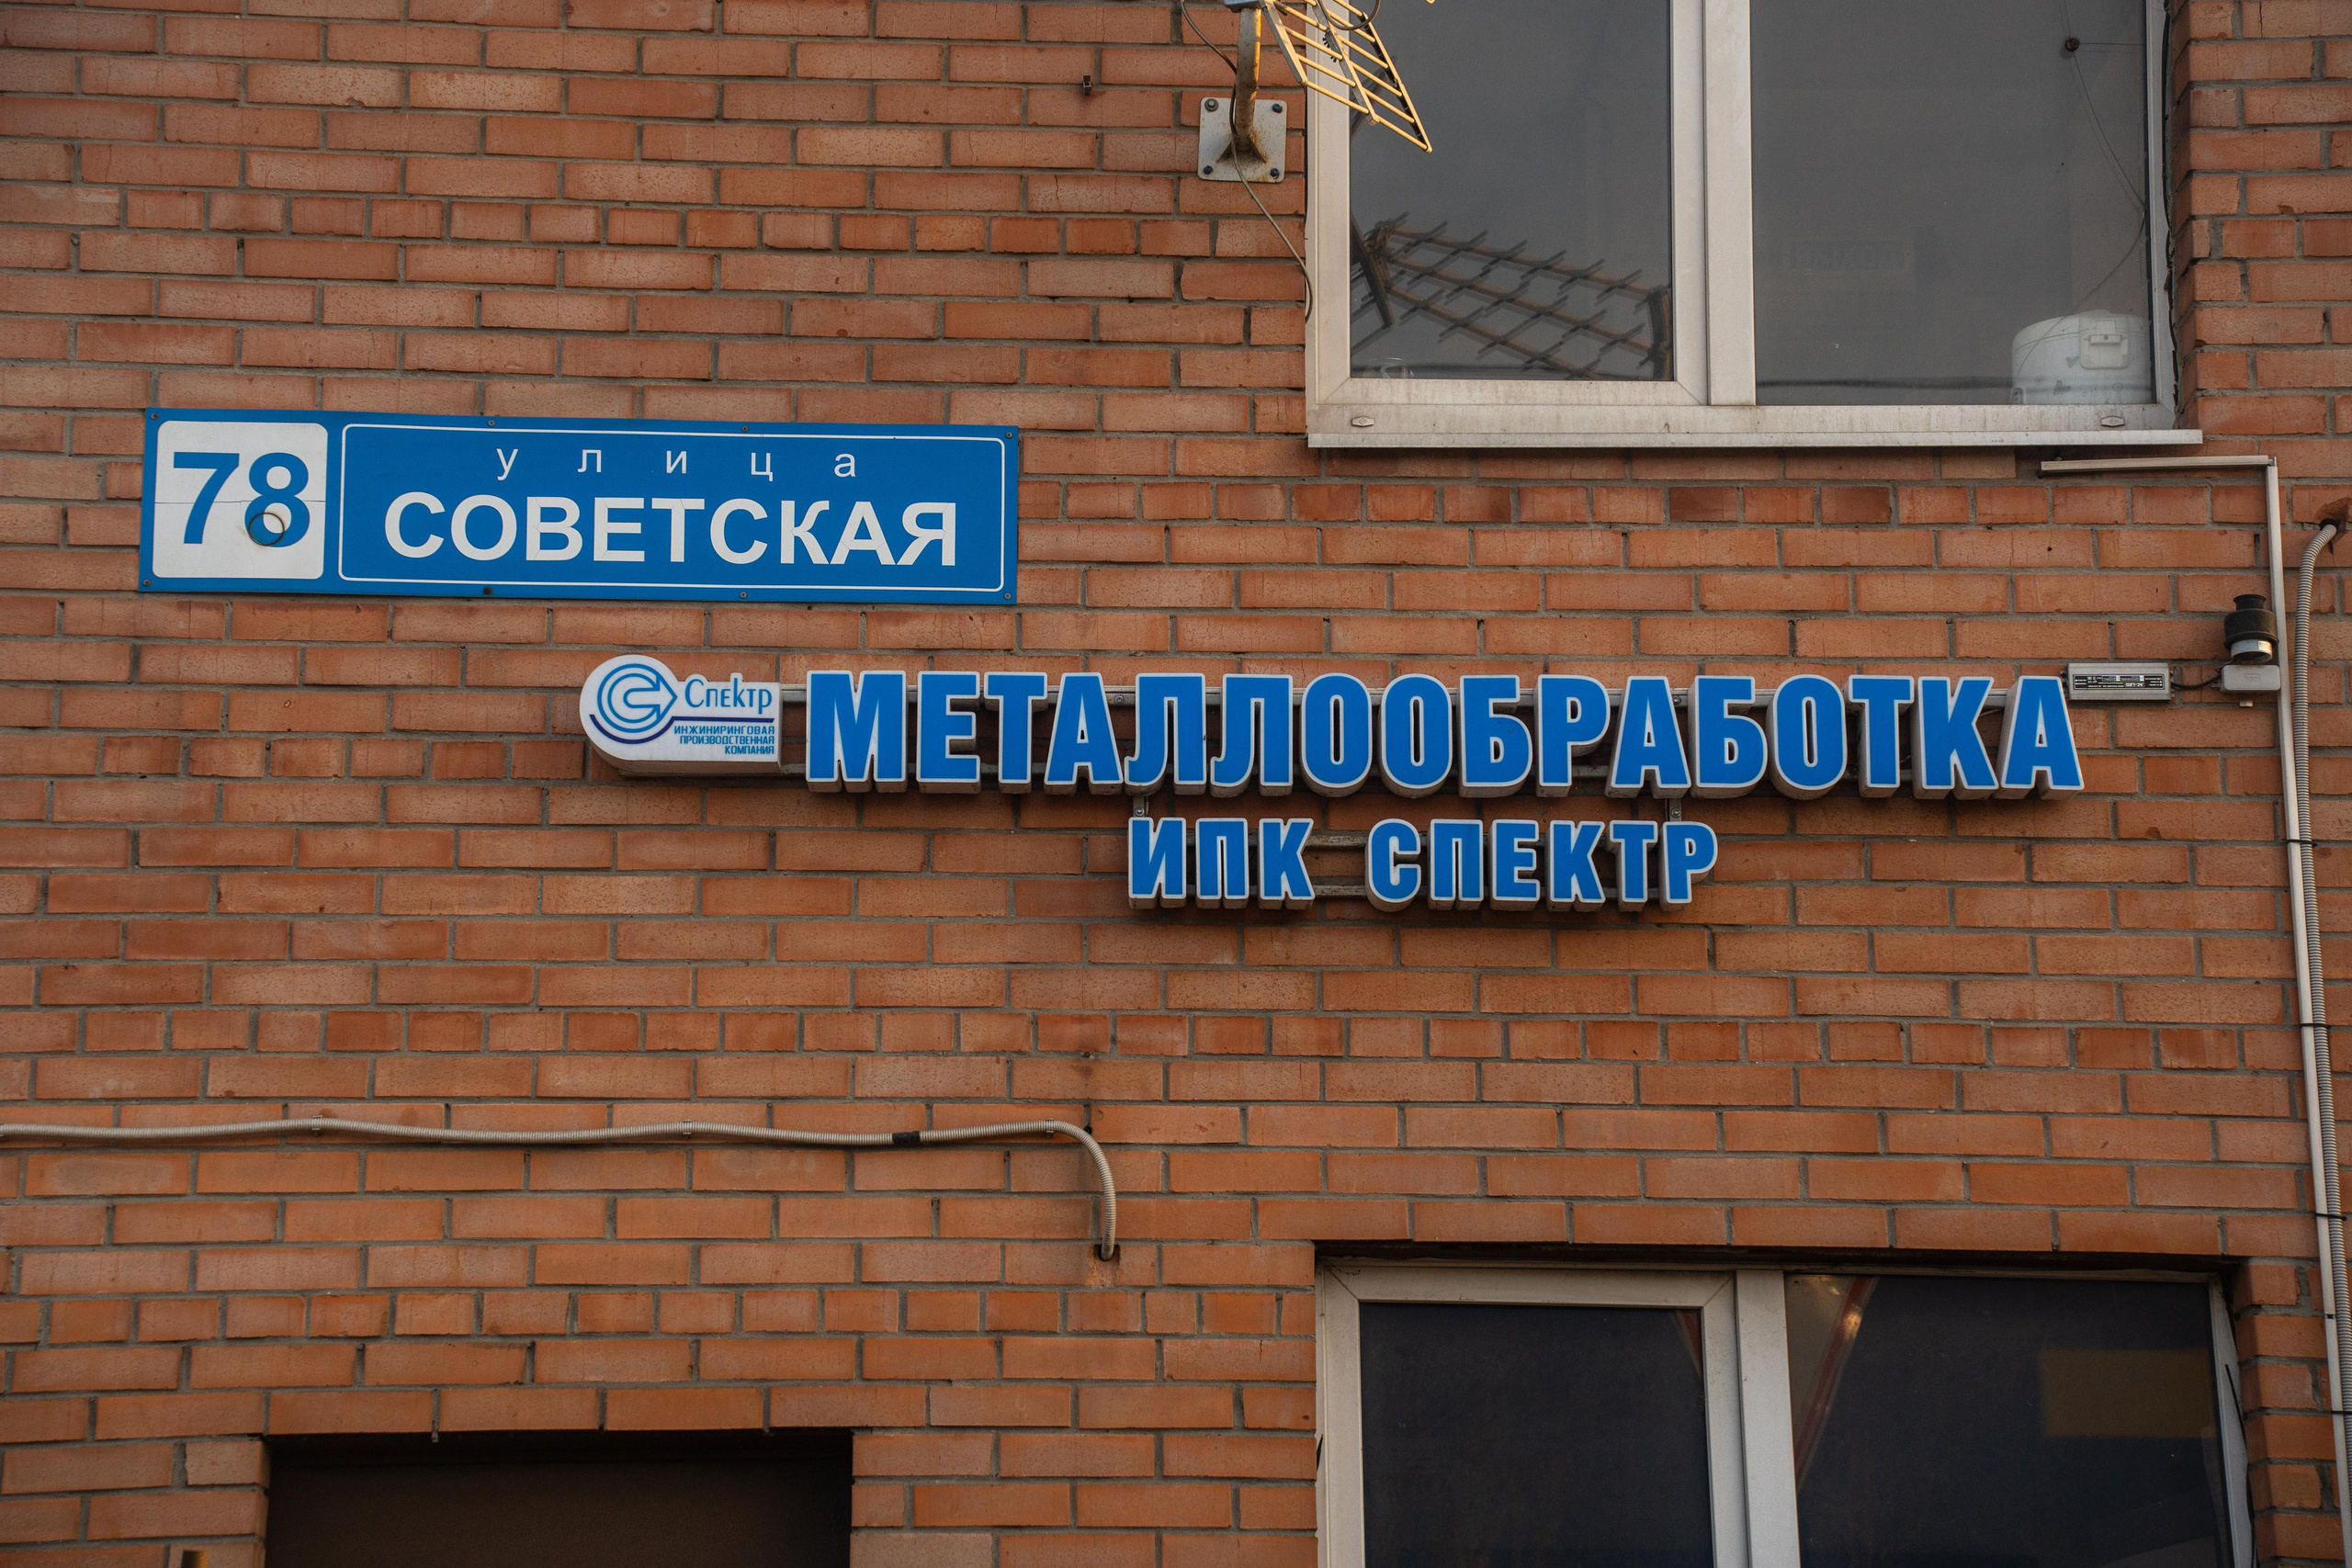 78
улица
СОВЕТСКАЯ
Спектр
ИНЖИНИРИНГОВАЯ
ПРОИЗВОДСТВЕННАЯ
КОМПАНИЯ
МЕТАЛЛООБРАБОТКА
ИПК СПЕКТР